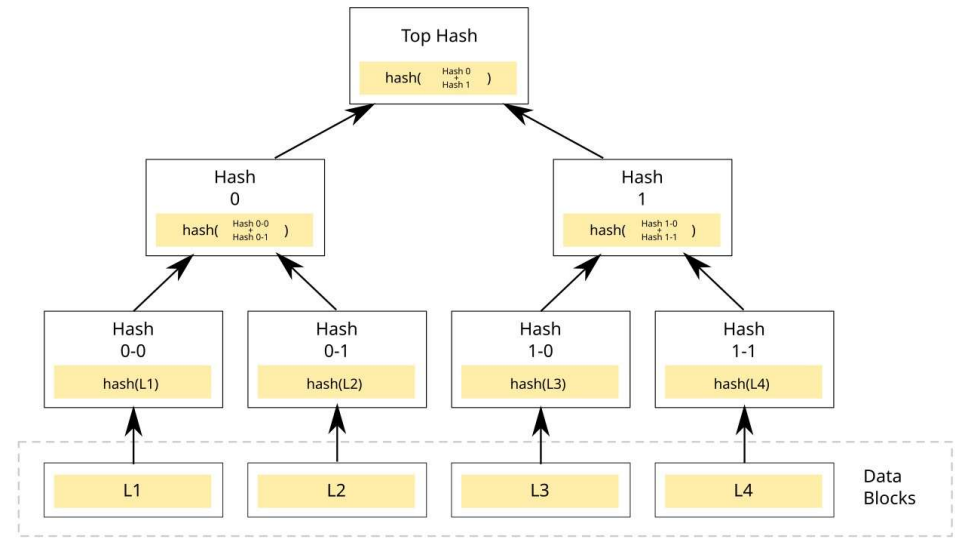 Top Hash
hash( Hash 0 + Hash 1 )
Hash
0
hash( Hash 0-0 + Hash 0-1 )
Hash
1
hash( Hash 1-0 + Hash 1-1 )
Hash
0-0
hash(L1)
Hash
0-1
hash(L2)
Hash
1-0
hash(L3)
Hash
1-1
hash(L4)
L1
L2
L3
L4
Data
Blocks